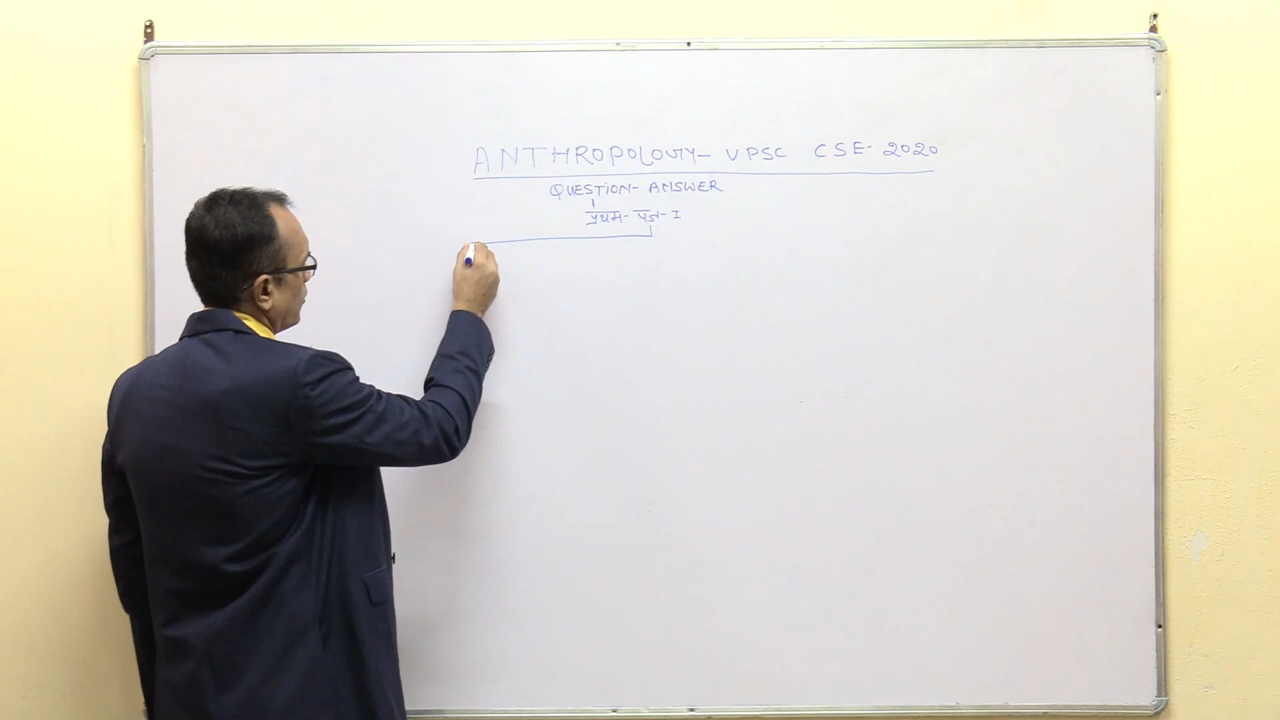 ANTHROPOLOGY- UPSC CSE- 2020
QUESTION- ANSWER
प्रथम- पत्र- I